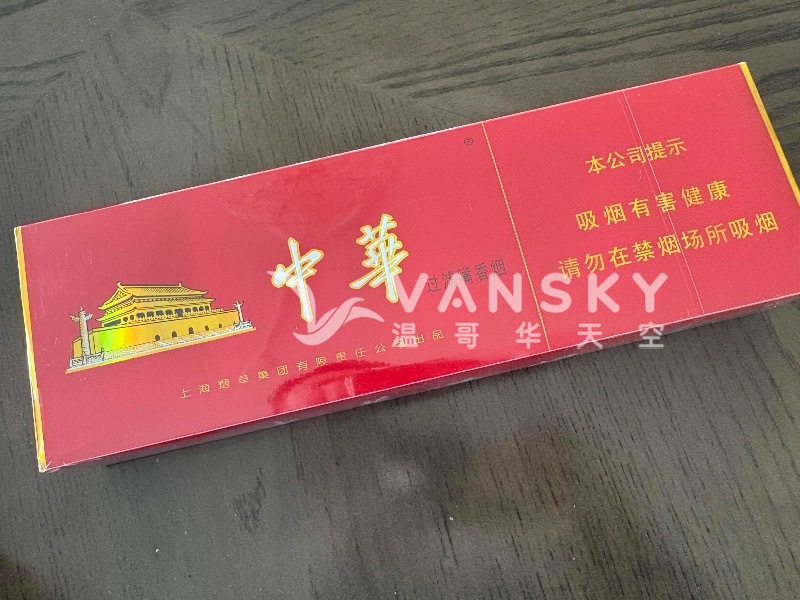 ®
中華
过滤嘴香烟
上海烟草集团有限责任公司出品
本公司提示
吸烟有害健康
请勿在禁烟场所吸烟
VANSKY
温哥华天空